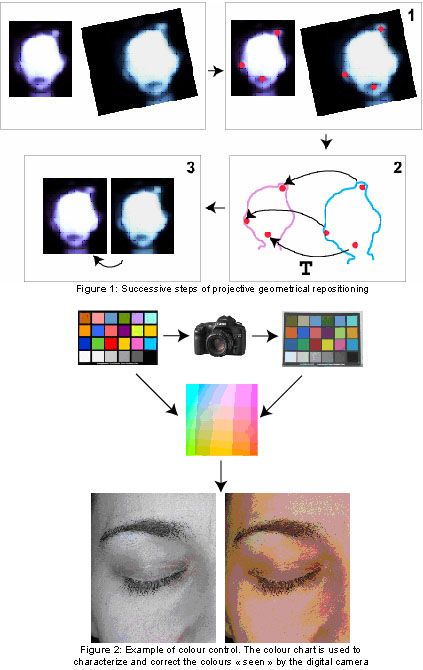 1
3
2
T
Figure 1: Successive steps of projective geometrical repositioning
Figure 2: Example of colour control. The colour chart is used to
characterize and correct the colours « seen » by the digital camera